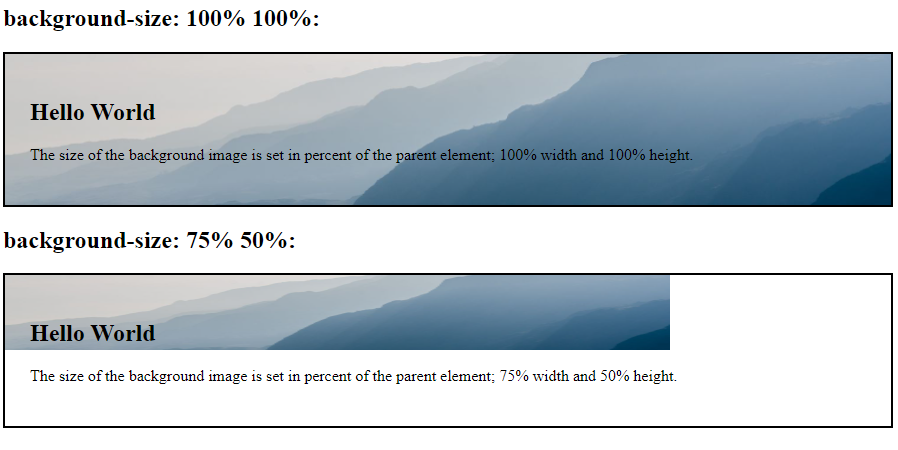 background-size: 100% 100%:
Hello World
The size of the background image is set in percent of the parent element; 100% width and 100% height.
background-size: 75% 50%:
Hello World
The size of the background image is set in percent of the parent element; 75% width and 50% height.